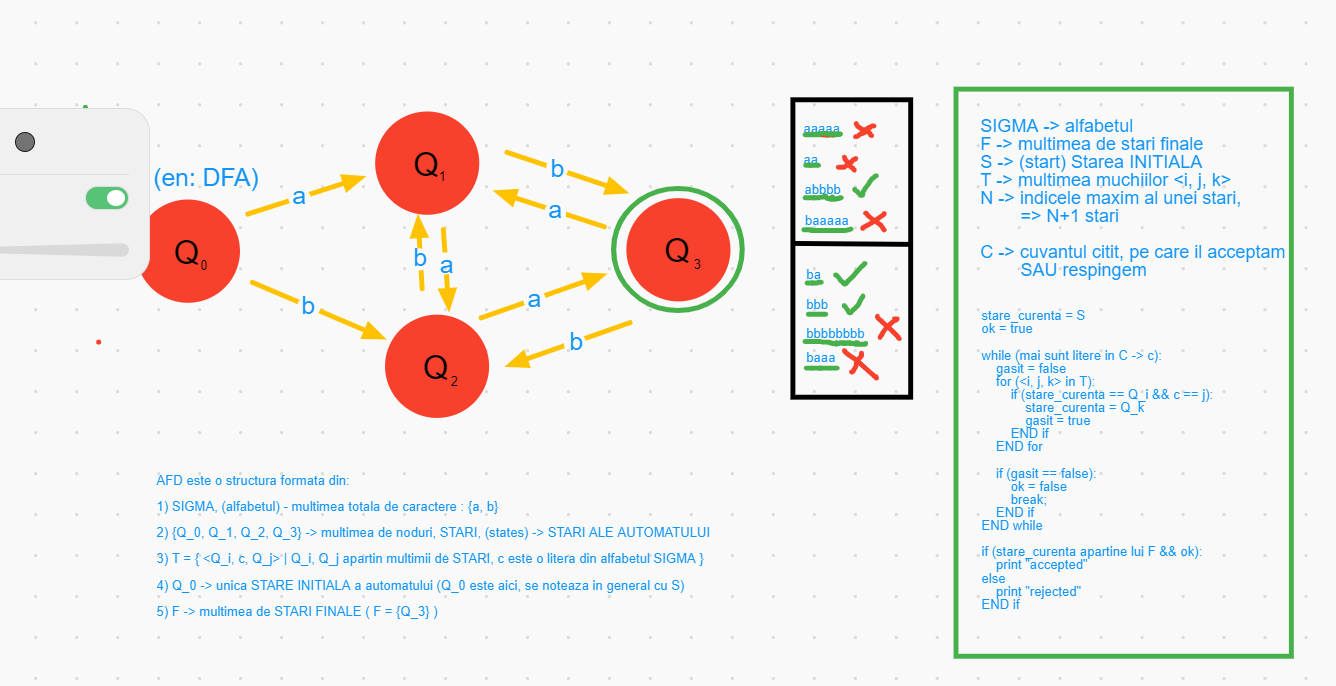 (en: DFA)
Q0
Q1
Q2
Q3
a
b
b
a
b
a
a
b
aaaaa
aa
abbbb
baaaaa
ba
bbb
bbbbbbbb
baaa
AFD este o structura formata din:
1) SIGMA, (alfabetul) - multimea totala de caractere : {a, b}
2) {Q_0, Q_1, Q_2, Q_3} -> multimea de noduri, STARI, (states) -> STARI ALE AUTOMATULUI
3) T = { <Q_i, c, Q_j> | Q_i, Q_j apartin multimii de STARI, c este o litera din alfabetul SIGMA }
4) Q_0 -> unica STARE INITIALA a automatului (Q_0 este aici, se noteaza in general cu S)
5) F -> multimea de STARI FINALE ( F = {Q_3} )
SIGMA -> alfabetul
F -> multimea de stari finale
S -> (start) Starea INITIALA
T -> multimea muchiilor <i, j, k>
N -> indicele maxim al unei stari,
=> N+1 stari
C -> cuvantul citit, pe care il acceptam
SAU respingem
stare_curenta = S
ok = true
while (mai sunt litere in C -> c):
gasit = false
for (<i, j, k> in T):
if (stare_curenta == Q_i && c == j):
stare_curenta = Q_k
gasit = true
END if
END for
if (gasit == false):
ok = false
break;
END if
END while
if (stare_curenta apartine lui F && ok):
print "accepted"
else
print "rejected"
END if